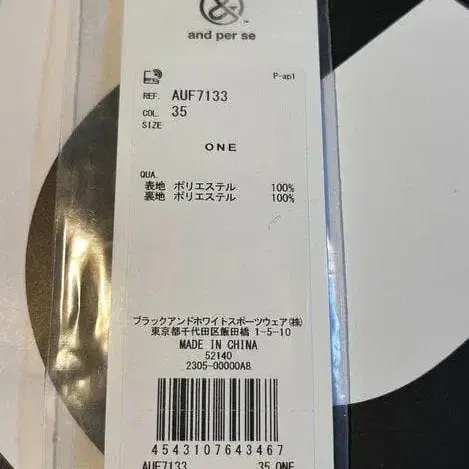 &™
and per se
P-apl
REF. AUF7133
COL. 35
SIZE
ONE
QUA.
表地 ポリエステル 100%
裏地 ポリエステル 100%
ブラックアンドホワイトスポーツウェア(株)
東京都千代田区飯田橋 1-5-10
MADE IN CHINA
52140
2305-00000A8
4543107643467
AUF7133 35 ONE